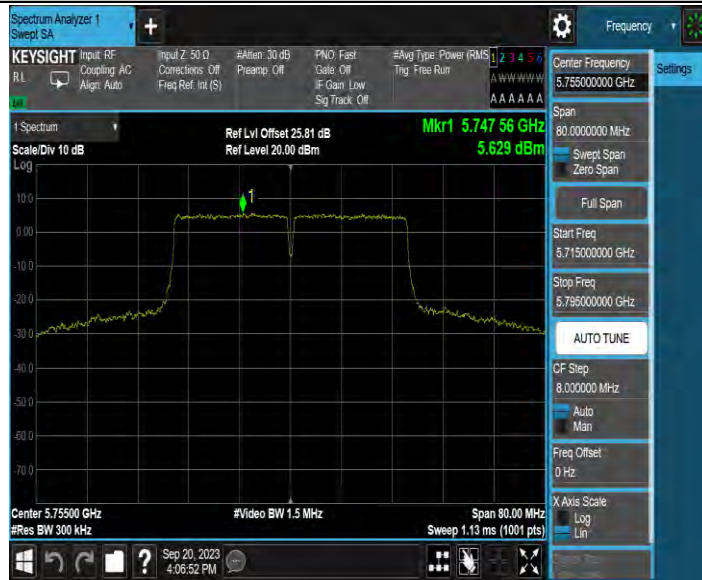 Spectrum Analyzer 1
Swept SA
+
Frequency
KEYSIGHT
RL
Input: RF
Coupling: AC
Align: Auto
Input Z: 50 Ω
Corrections: Off
Freq Ref: Int (S)
#Atten: 30 dB
Preamp: Off
PNO: Fast
Gate: Off
IF Gain: Low
Sig Track: Off
#Avg Type: Power (RMS
Trig: Free Run
1 2 3 4 5 6
A W W W W W
A A A A A A
1 Spectrum
Scale/Div 10 dB
Ref Lvl Offset 25.81 dB
Ref Level 20.00 dBm
Mkr1 5.747 56 GHz
5.629 dBm
Log
1
10.0
0.00
-10.0
-20.0
-30.0
-40.0
-50.0
-60.0
-70.0
Center 5.75500 GHz
#Res BW 300 kHz
#Video BW 1.5 MHz
Span 80.00 MHz
Sweep 1.13 ms (1001 pts)
?
Sep 20, 2023
4:06:52 PM
Center Frequency
5.755000000 GHz
Settings
Span
80.0000000 MHz
Swept Span
Zero Span
Full Span
Start Freq
5.715000000 GHz
Stop Freq
5.795000000 GHz
AUTO TUNE
CF Step
8.000000 MHz
Auto
Man
Freq Offset
0 Hz
X Axis Scale
Log
Lin